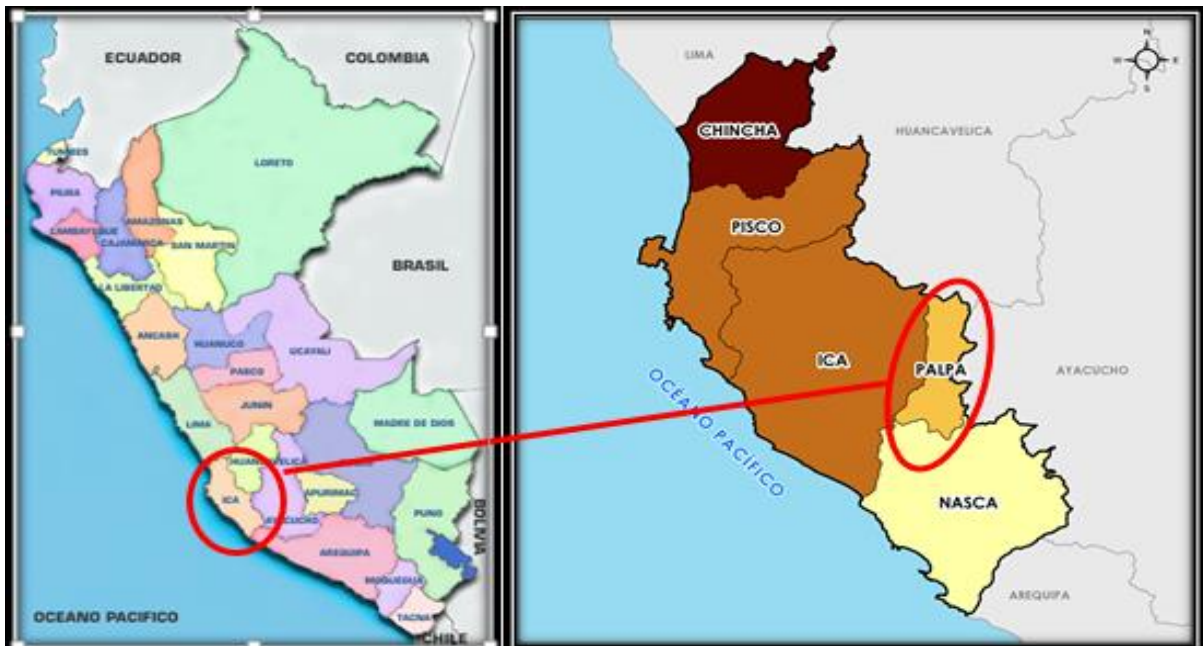 ECUADOR
COLOMBIA
TUMBES
LORETO
PIURA
AMAZONAS
LAMBAYEQUE
CAJAMARCA
SAN MARTIN
BRASIL
LA LIBERTAD
ANCASH
HUANUCO
UCAYALI
PASCO
JUNIN
LIMA
MADRE DE DIOS
HUANCAVELICA
ICA
APURIMAC
AYACUCHO
PUNO
BOLIVIA
AREQUIPA
MOQUEGUA
TACNA
OCEANO PACIFICO
CHILE
LIMA
N
W
E
S
CHINCHA
HUANCAVELICA
PISCO
ICA
PALPA
AYACUCHO
OCÉANO PACÍFICO
NASCA
AREQUIPA